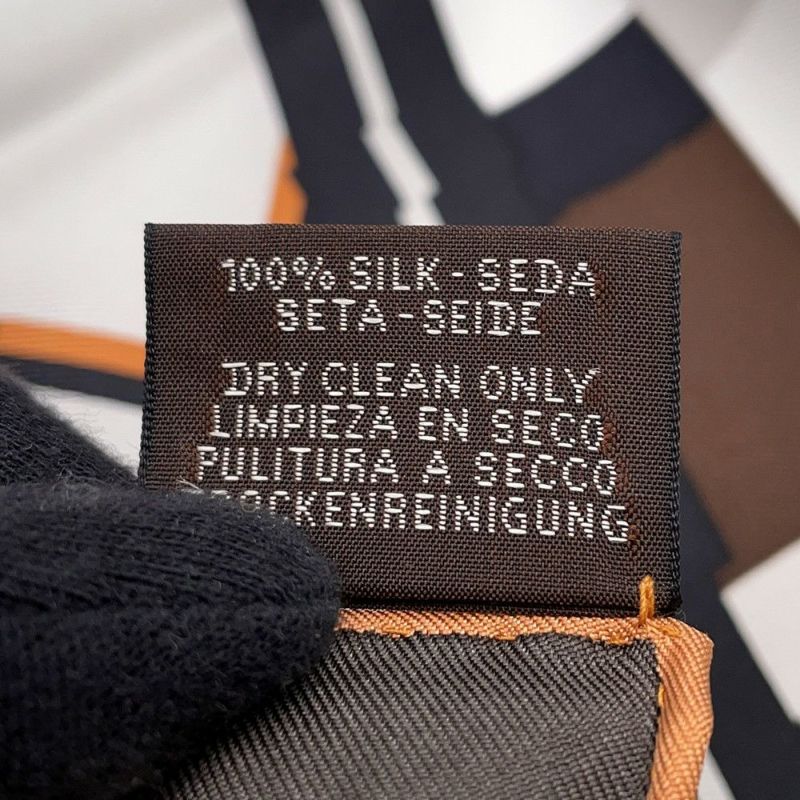 100% SILK - SEDA
SETA - SEIDE
DRY CLEAN ONLY
LIMPIEZA EN SECO
PULITURA A SECCO